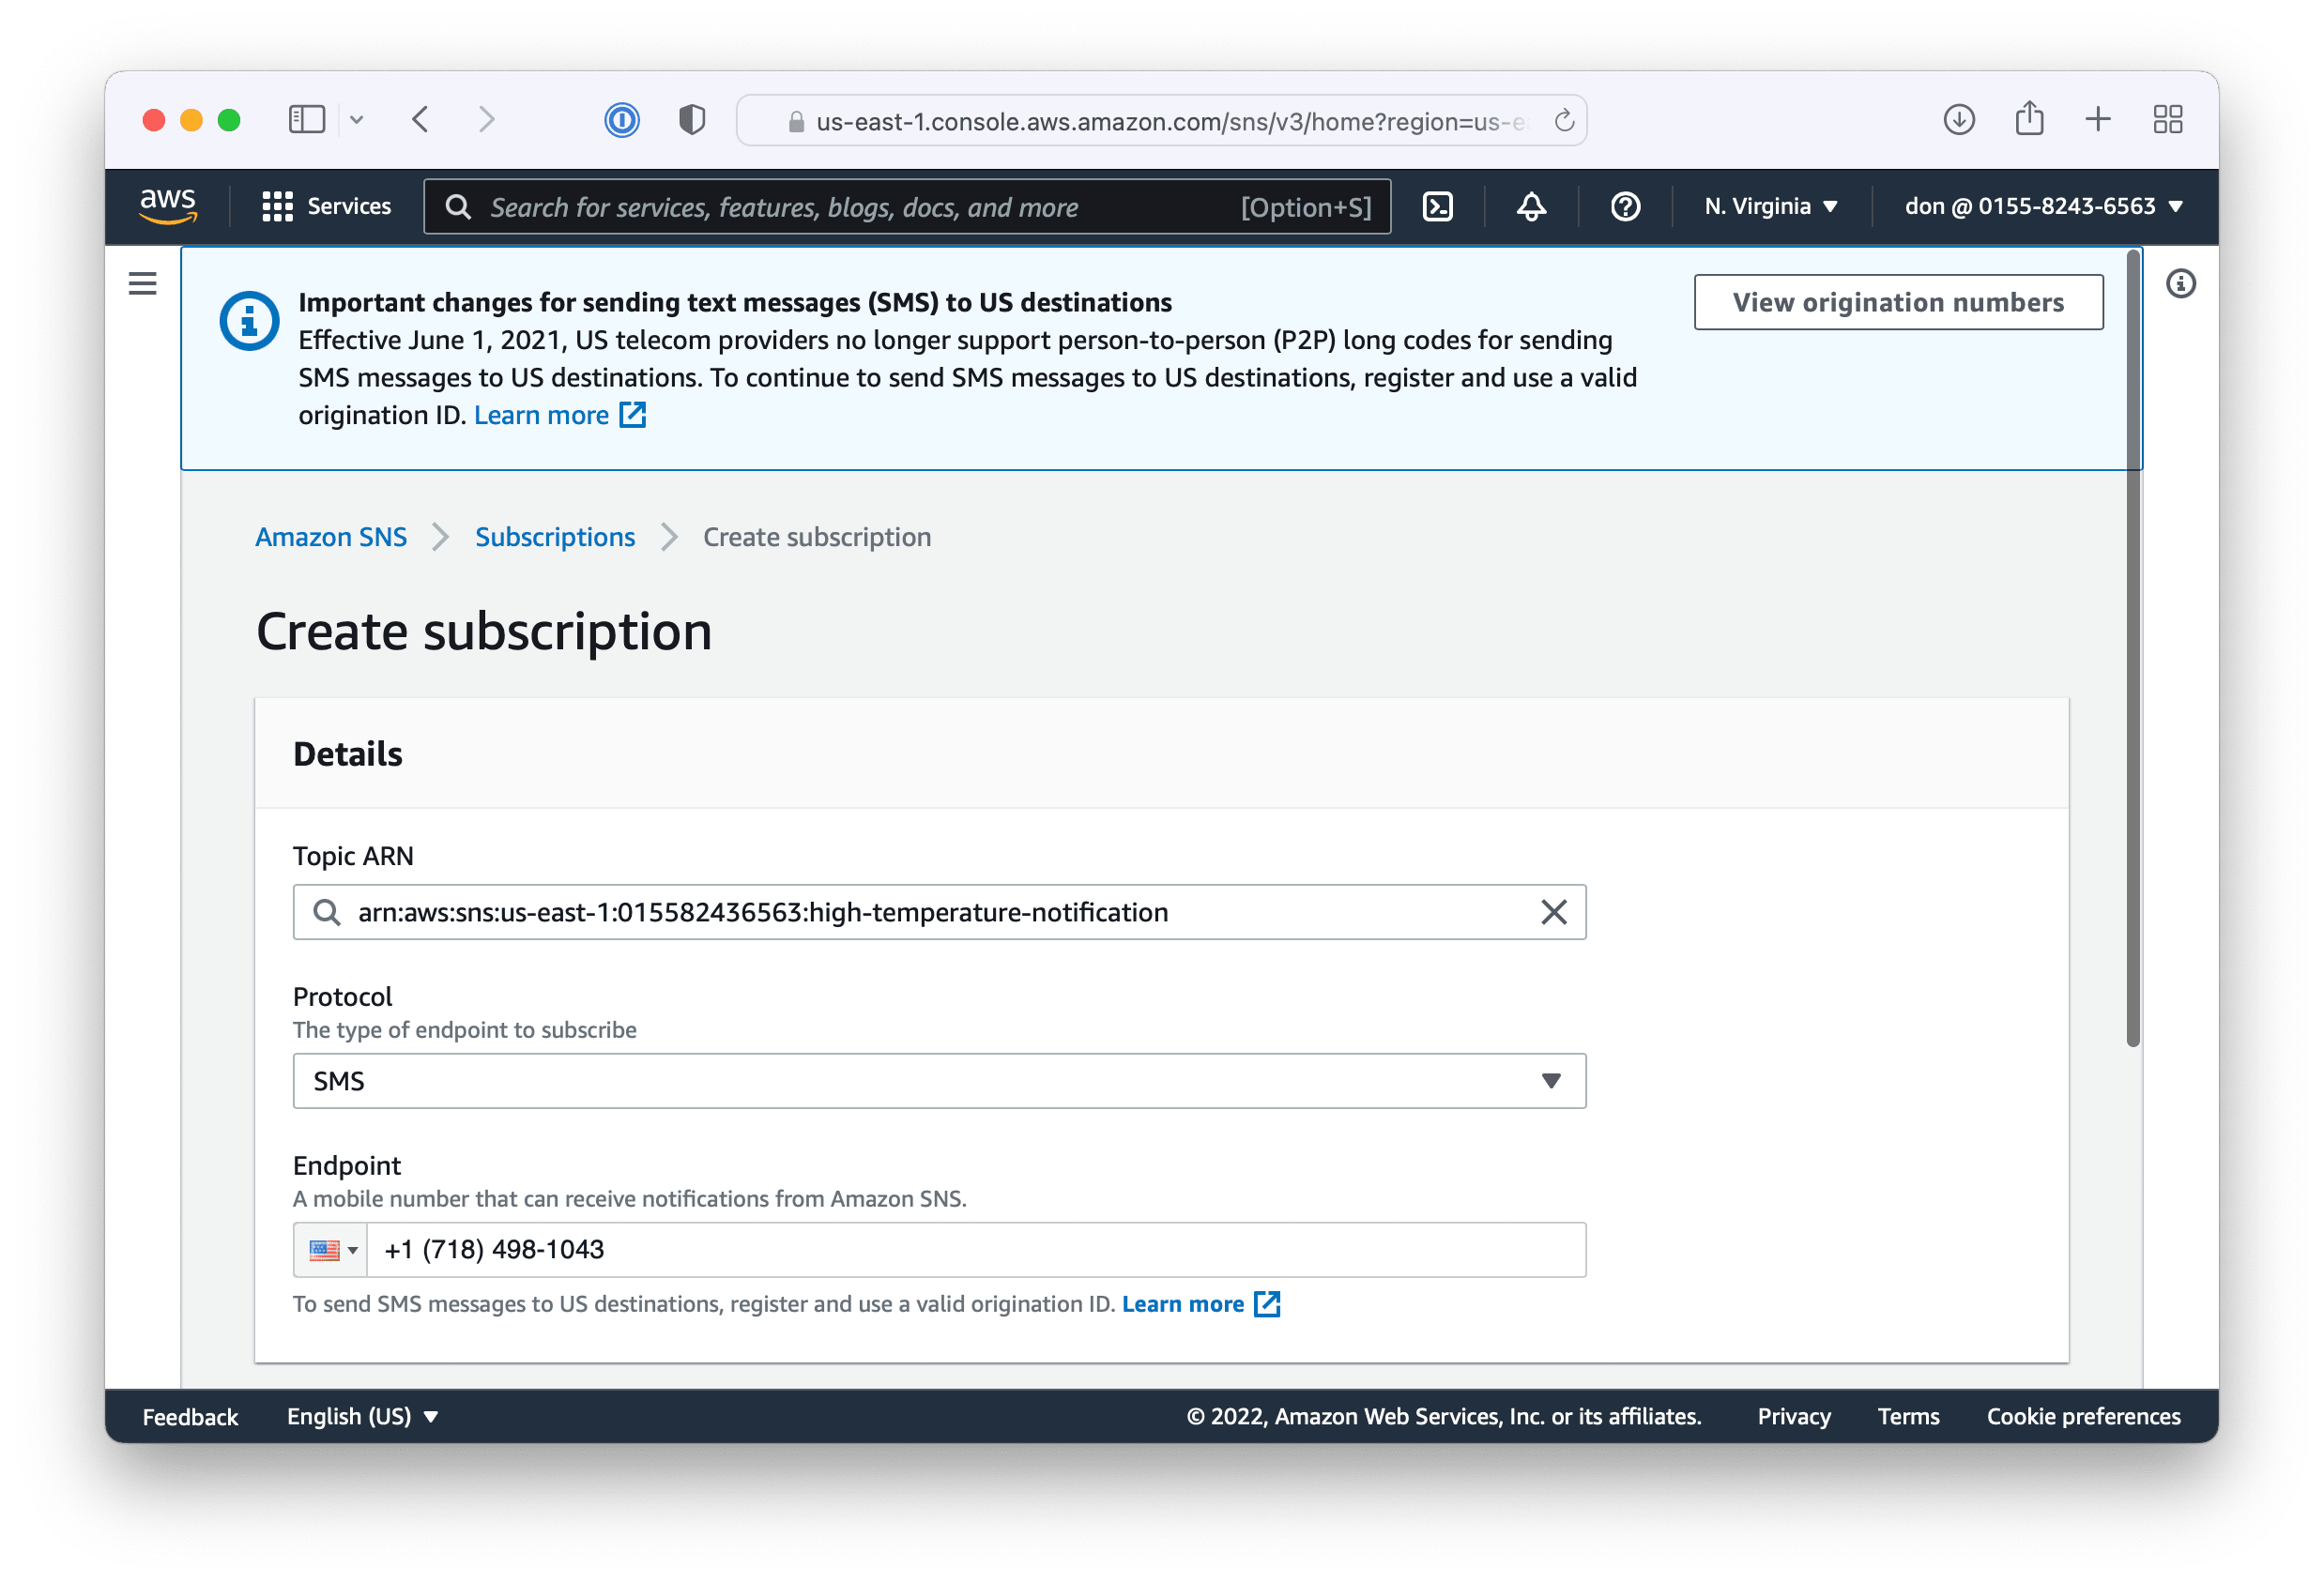 us-east-1.console.aws.amazon.com/sns/v3/home?region=us-e
aws
Services
Search for services, features, blogs, docs, and more
[Option+S]
N. Virginia
don @ 0155-8243-6563
Important changes for sending text messages (SMS) to US destinations
View origination numbers
Effective June 1, 2021, US telecom providers no longer support person-to-person (P2P) long codes for sending
SMS messages to US destinations. To continue to send SMS messages to US destinations, register and use a valid
origination ID. Learn more
Amazon SNS
Subscriptions
Create subscription
Create subscription
Details
Topic ARN
arn:aws:sns:us-east-1:015582436563:high-temperature-notification
Protocol
The type of endpoint to subscribe
SMS
Endpoint
A mobile number that can receive notifications from Amazon SNS.
+1 (718) 498-1043
To send SMS messages to US destinations, register and use a valid origination ID. Learn more
Feedback
English (US)
© 2022, Amazon Web Services, Inc. or its affiliates.
Privacy
Terms
Cookie preferences